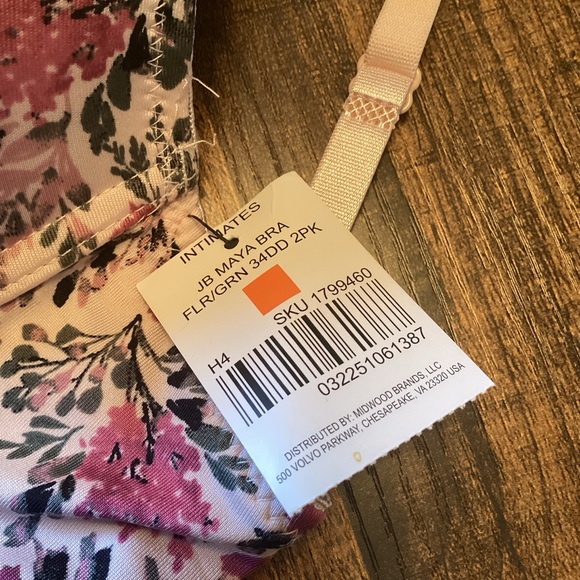 INTIMATES
JB MAYA BRA
FLR/GRN 34DD 2PK
SKU 1799460
H4
032251061387
DISTRIBUTED BY: MIDWOOD BRANDS, LLC
500 VOLVO PARKWAY, CHESAPEAKE, VA 23320 USA